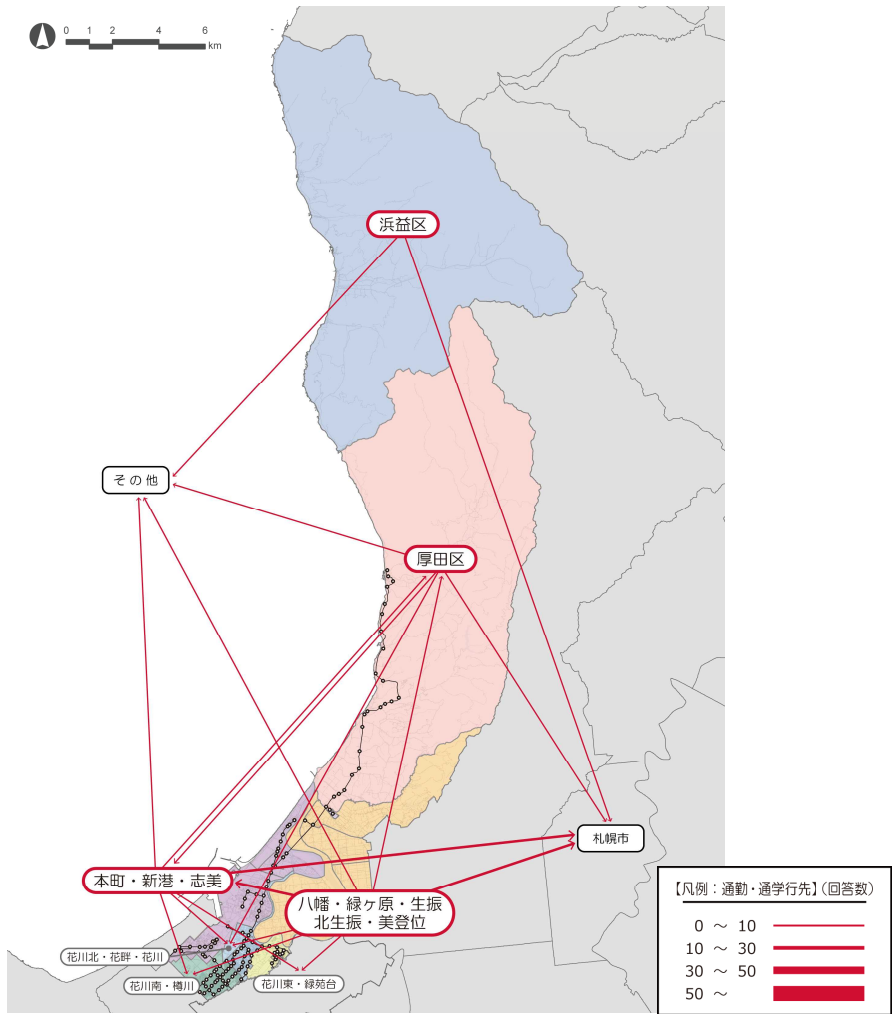 0 1 2 4 6
km
浜益区
その他
厚田区
札幌市
本町・新港・志美
八幡・緑ヶ原・生振
北生振・美登位
花川北・花畔・花川
花川南・樽川
花川東・緑苑台
【凡例：通勤・通学行先】(回答数)
0 ～ 10
10 ～ 30
30 ～ 50
50 ～